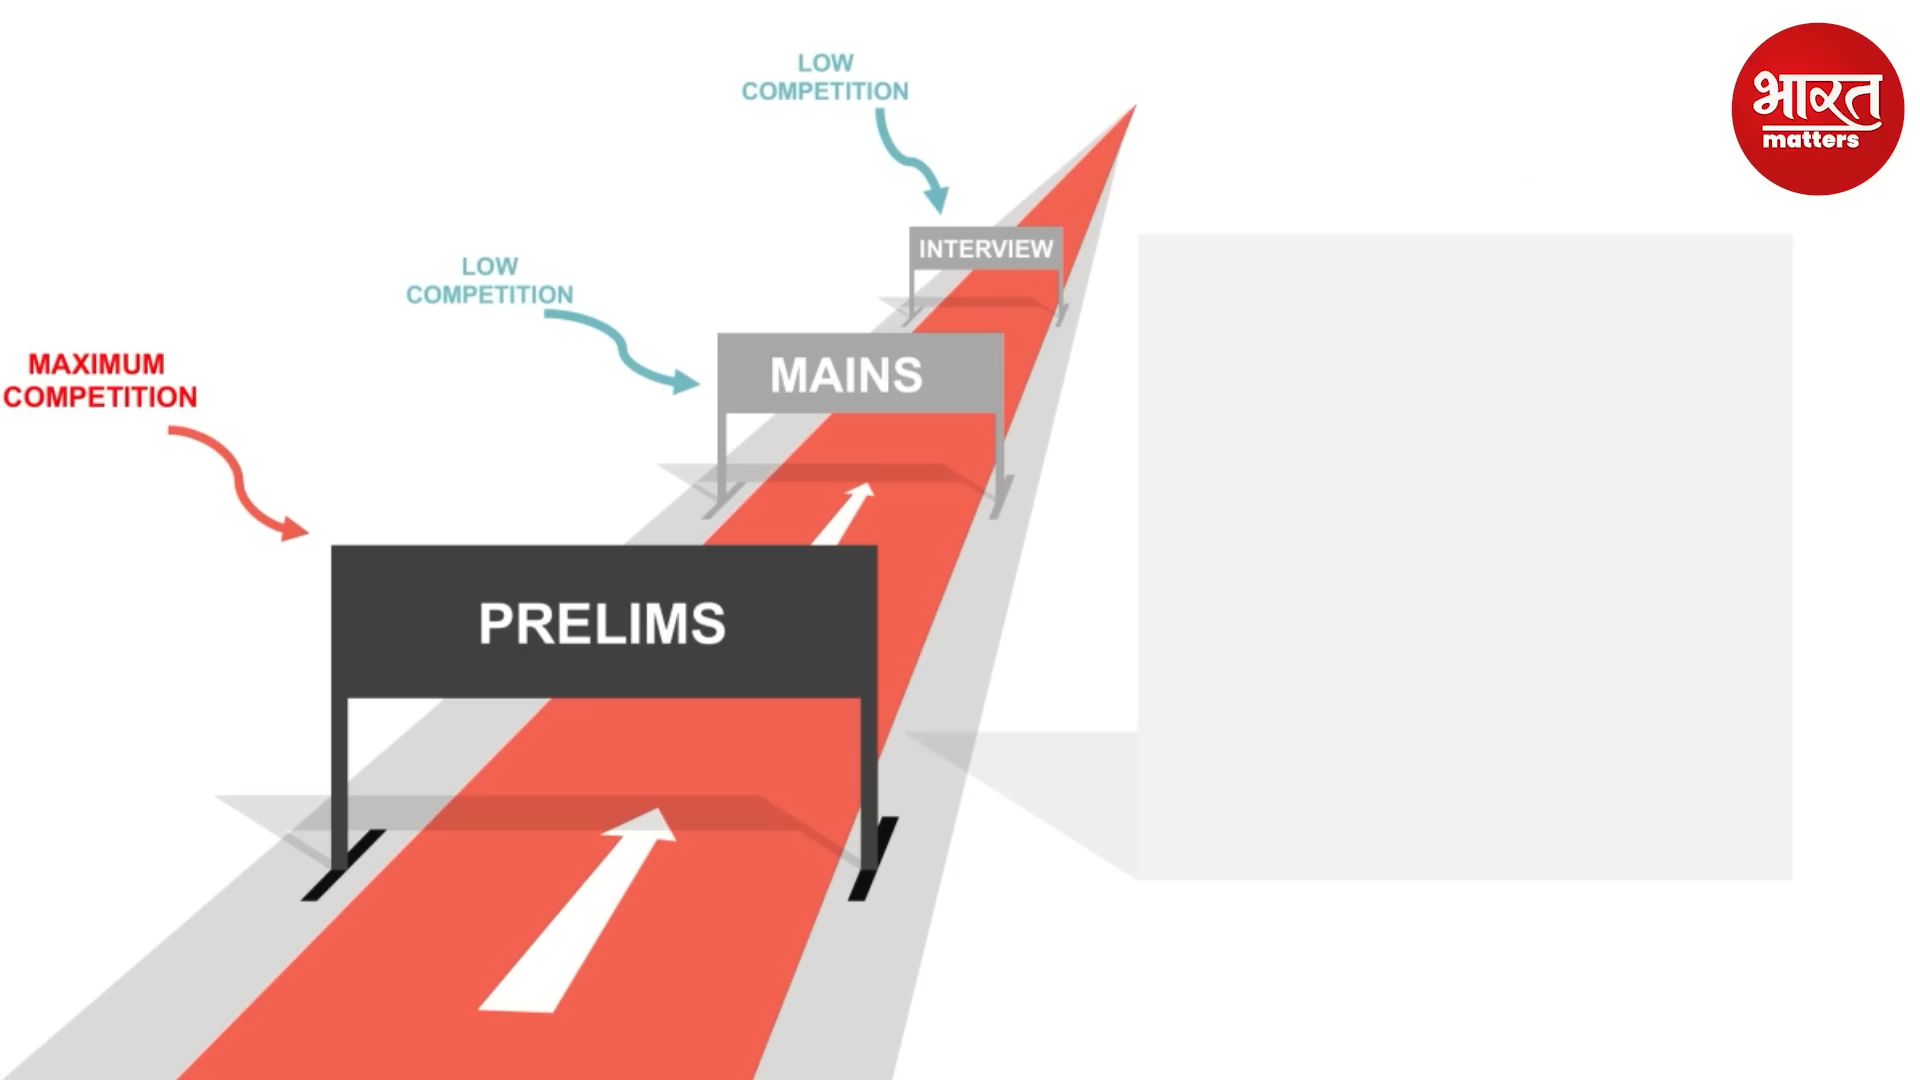 LOW
COMPETITION
भारत
matters
INTERVIEW
LOW
COMPETITION
MAINS
MAXIMUM
COMPETITION
PRELIMS